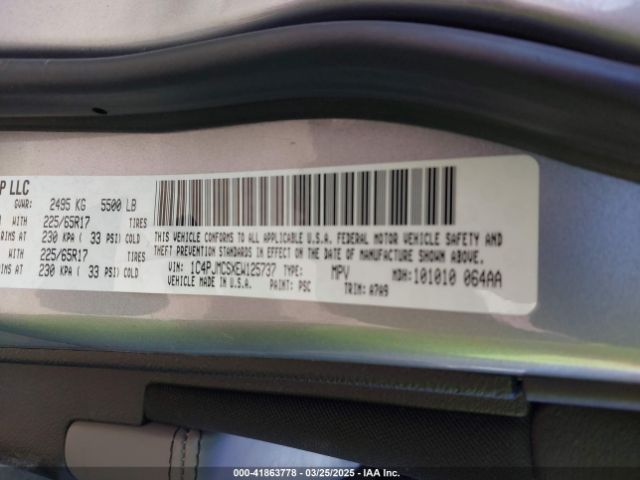 P LLC
GVWR: 2495 KG 5500 LB
WITH 225/65R17 TIRES
RIMS AT 230 KPA ( 33 PSI) COLD
WITH 225/65R17 TIRES
RIMS AT 230 KPA ( 33 PSI) COLD
THIS VEHICLE CONFORMS TO ALL APPLICABLE U.S.A. FEDERAL MOTOR VEHICLE SAFETY AND
THEFT PREVENTION STANDARDS IN EFFECT ON THE DATE OF MANUFACTURE SHOWN ABOVE.
VIN: 1C4PJMCSXEW125737 TYPE: MPV MDH: 101010 064AA
VEHICLE MADE IN U.S.A. PAINT: PSC TRIM: A7A9
© COPYRIGHT 00-41863778 - 03/25/2025 - IAA Inc.